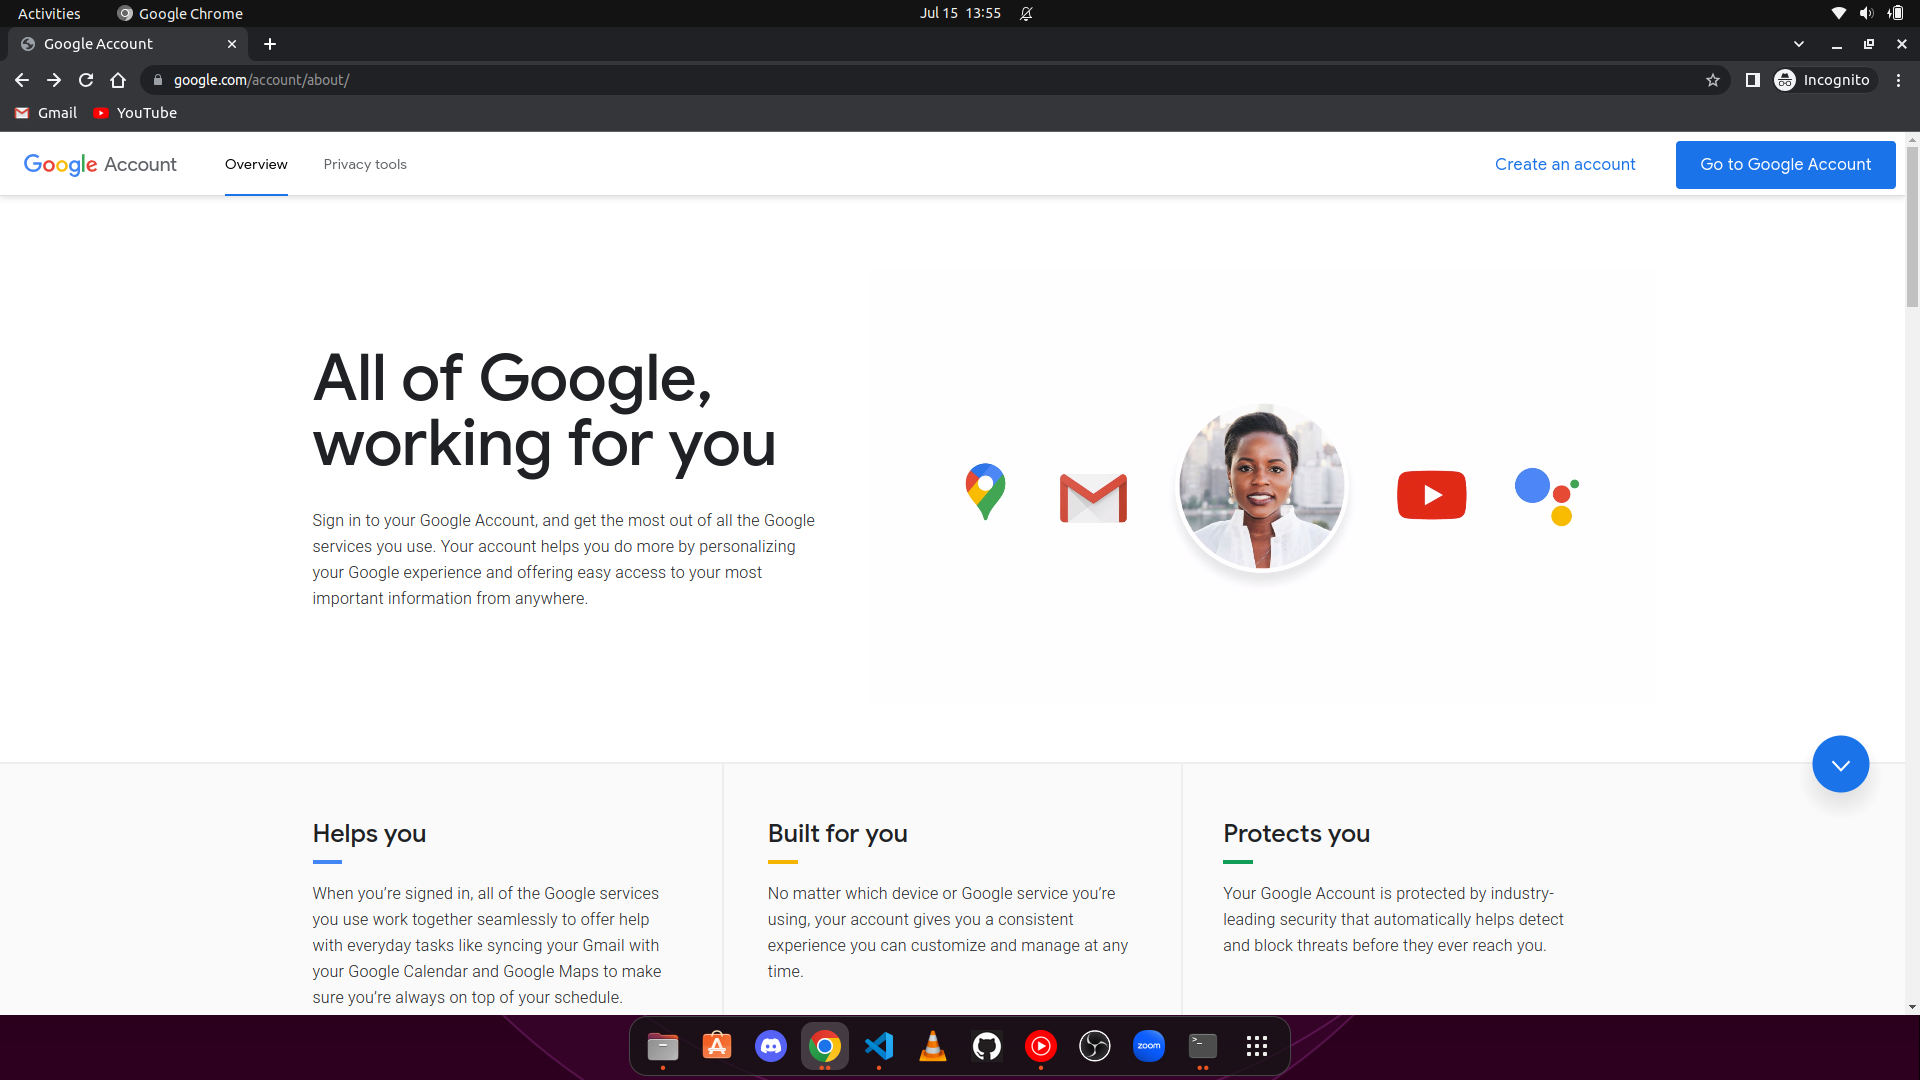 Activities
Google Chrome
Jul 15 13:55
Google Account
google.com/account/about/
Incognito
Gmail
YouTube
Google Account
Overview
Privacy tools
Create an account
Go to Google Account
All of Google,
working for you
Sign in to your Google Account, and get the most out of all the Google
services you use. Your account helps you do more by personalizing
your Google experience and offering easy access to your most
important information from anywhere.
Helps you
When you’re signed in, all of the Google services
you use work together seamlessly to offer help
with everyday tasks like syncing your Gmail with
your Google Calendar and Google Maps to make
sure you’re always on top of your schedule.
Built for you
No matter which device or Google service you’re
using, your account gives you a consistent
experience you can customize and manage at any
time.
Protects you
Your Google Account is protected by industry-
leading security that automatically helps detect
and block threats before they ever reach you.
zoom